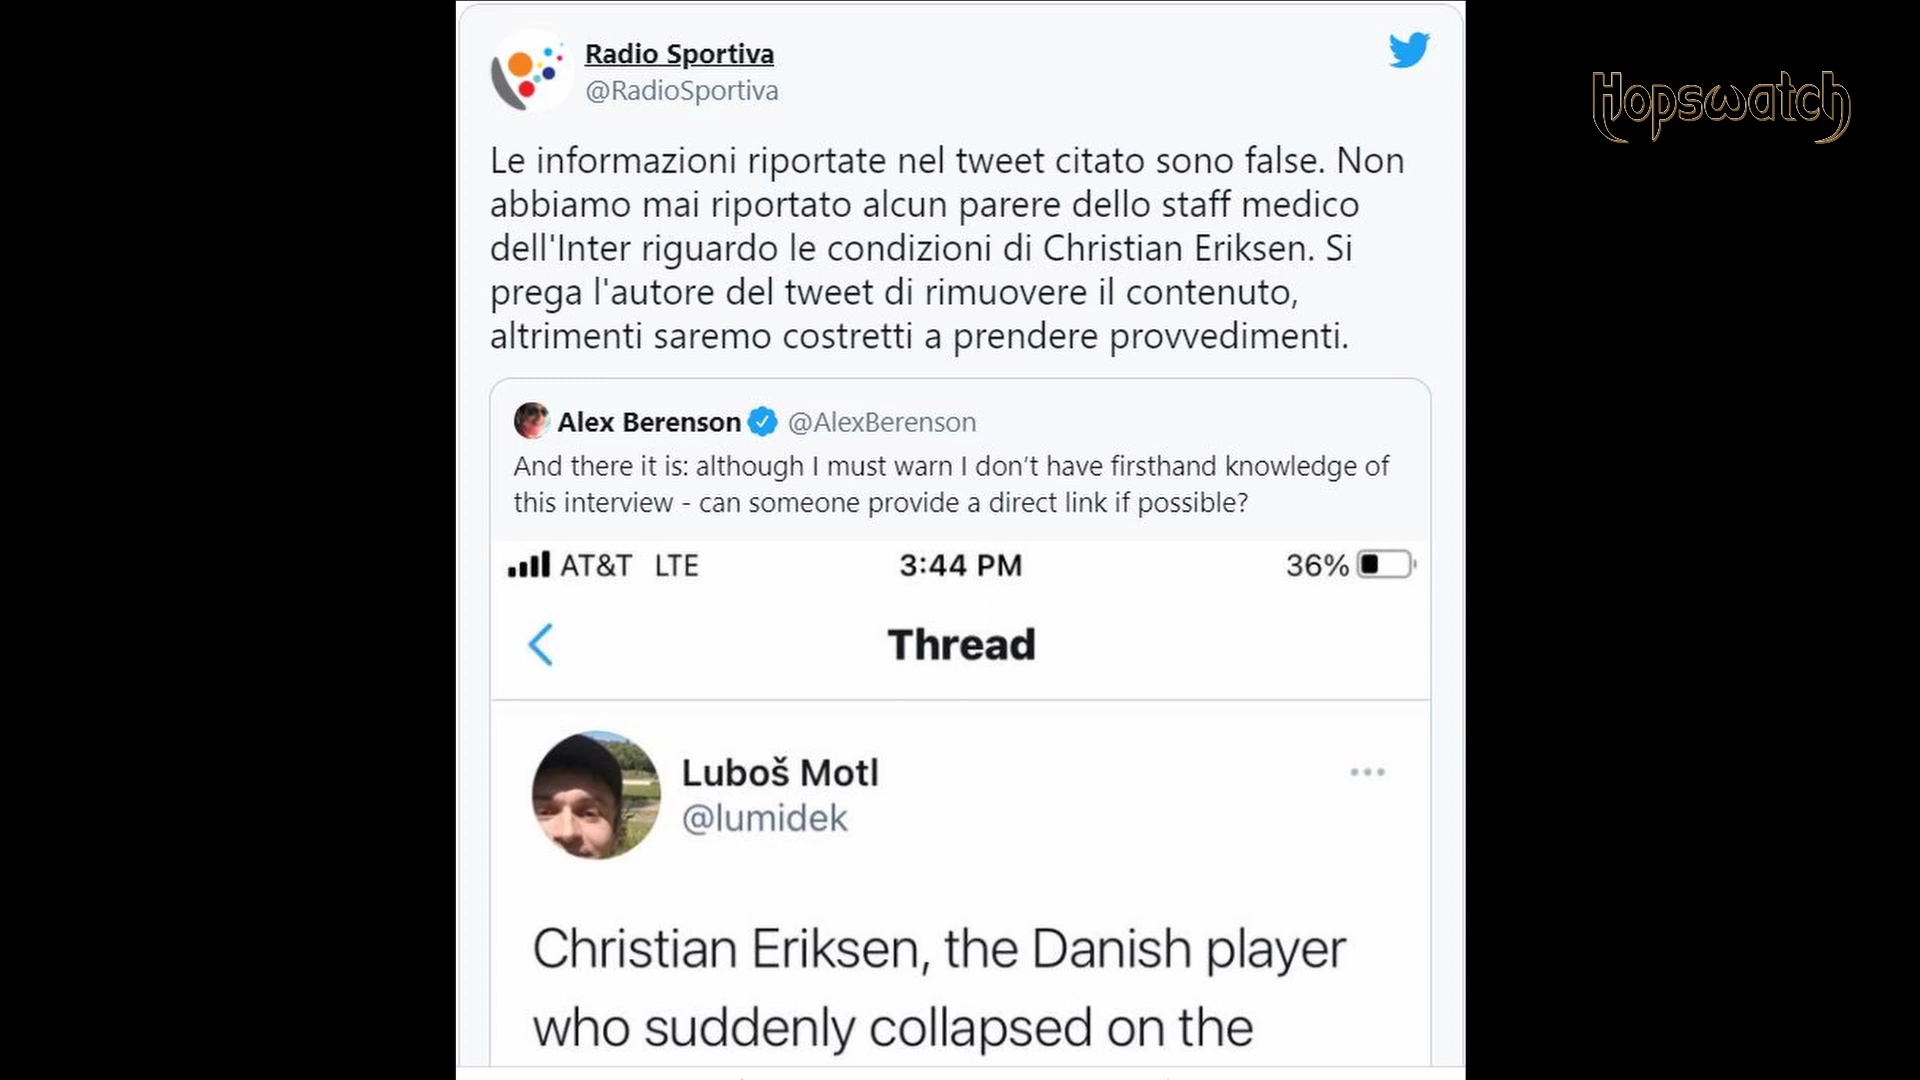 Radio Sportiva
@RadioSportiva
Hopswatch
Le informazioni riportate nel tweet citato sono false. Non
abbiamo mai riportato alcun parere dello staff medico
dell'Inter riguardo le condizioni di Christian Eriksen. Si
prega l'autore del tweet di rimuovere il contenuto,
altrimenti saremo costretti a prendere provvedimenti.
Alex Berenson @AlexBerenson
And there it is: although I must warn I don’t have firsthand knowledge of
this interview - can someone provide a direct link if possible?
AT&T LTE 3:44 PM 36%
Thread
Luboš Motl
@lumidek
Christian Eriksen, the Danish player
who suddenly collapsed on the